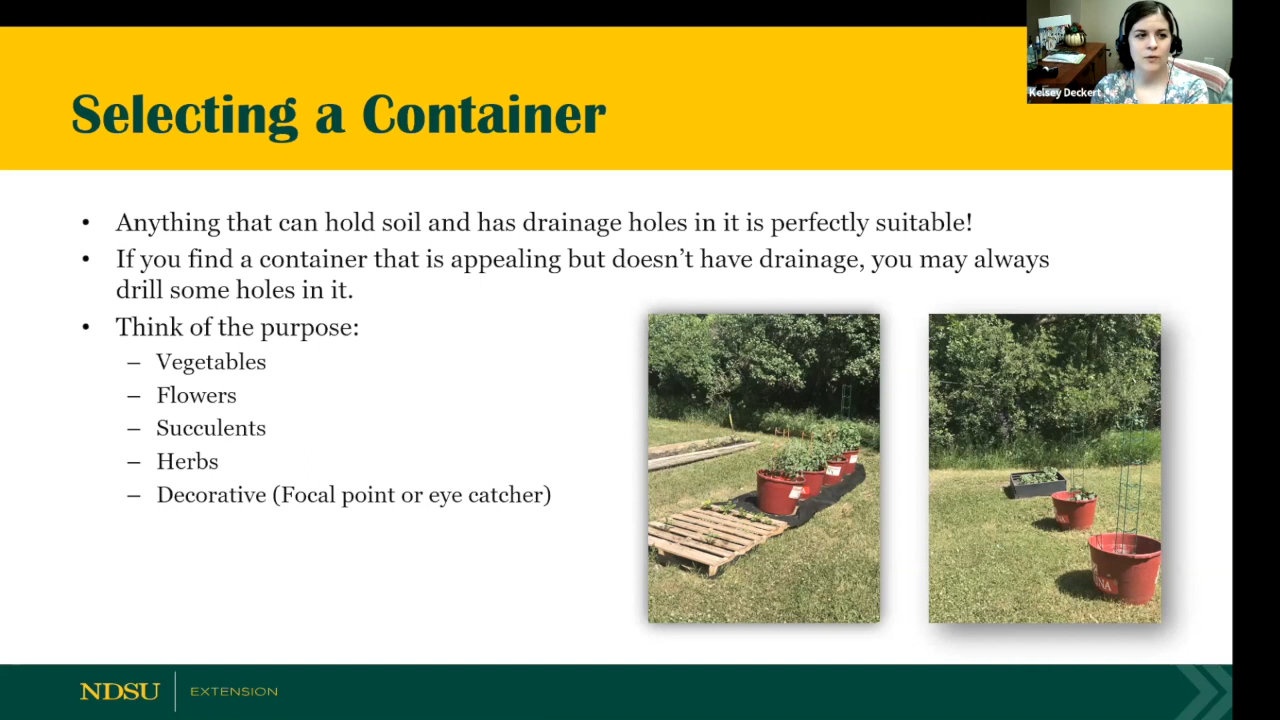 Selecting a Container
Kelsey Deckert
• Anything that can hold soil and has drainage holes in it is perfectly suitable!
• If you find a container that is appealing but doesn’t have drainage, you may always
drill some holes in it.
• Think of the purpose:
– Vegetables
– Flowers
– Succulents
– Herbs
– Decorative (Focal point or eye catcher)
NDSU EXTENSION